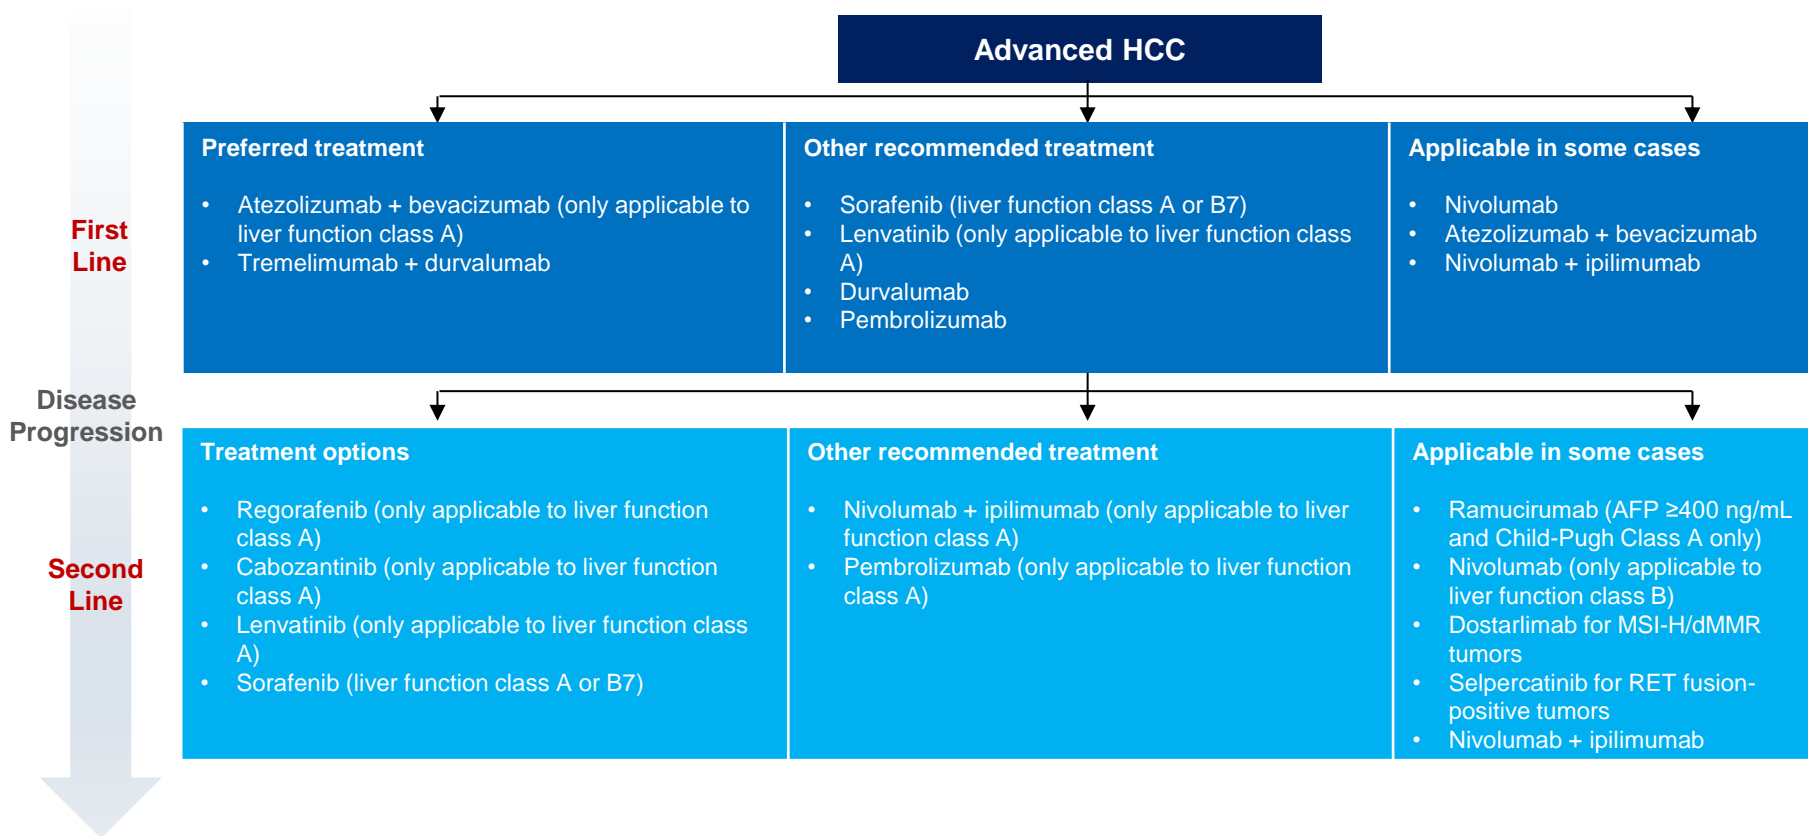 Advanced HCC
First
Line
Preferred treatment
• Atezolizumab + bevacizumab (only applicable to
liver function class A)
• Tremelimumab + durvalumab
Other recommended treatment
• Sorafenib (liver function class A or B7)
• Lenvatinib (only applicable to liver function class
A)
• Durvalumab
• Pembrolizumab
Applicable in some cases
• Nivolumab
• Atezolizumab + bevacizumab
• Nivolumab + ipilimumab
Disease
Progression
Second
Line
Treatment options
• Regorafenib (only applicable to liver function
class A)
• Cabozantinib (only applicable to liver function
class A)
• Lenvatinib (only applicable to liver function class
A)
• Sorafenib (liver function class A or B7)
Other recommended treatment
• Nivolumab + ipilimumab (only applicable to liver
function class A)
• Pembrolizumab (only applicable to liver function
class A)
Applicable in some cases
• Ramucirumab (AFP ≥400 ng/mL
and Child-Pugh Class A only)
• Nivolumab (only applicable to
liver function class B)
• Dostarlimab for MSI-H/dMMR
tumors
• Selpercatinib for RET fusion-
positive tumors
• Nivolumab + ipilimumab